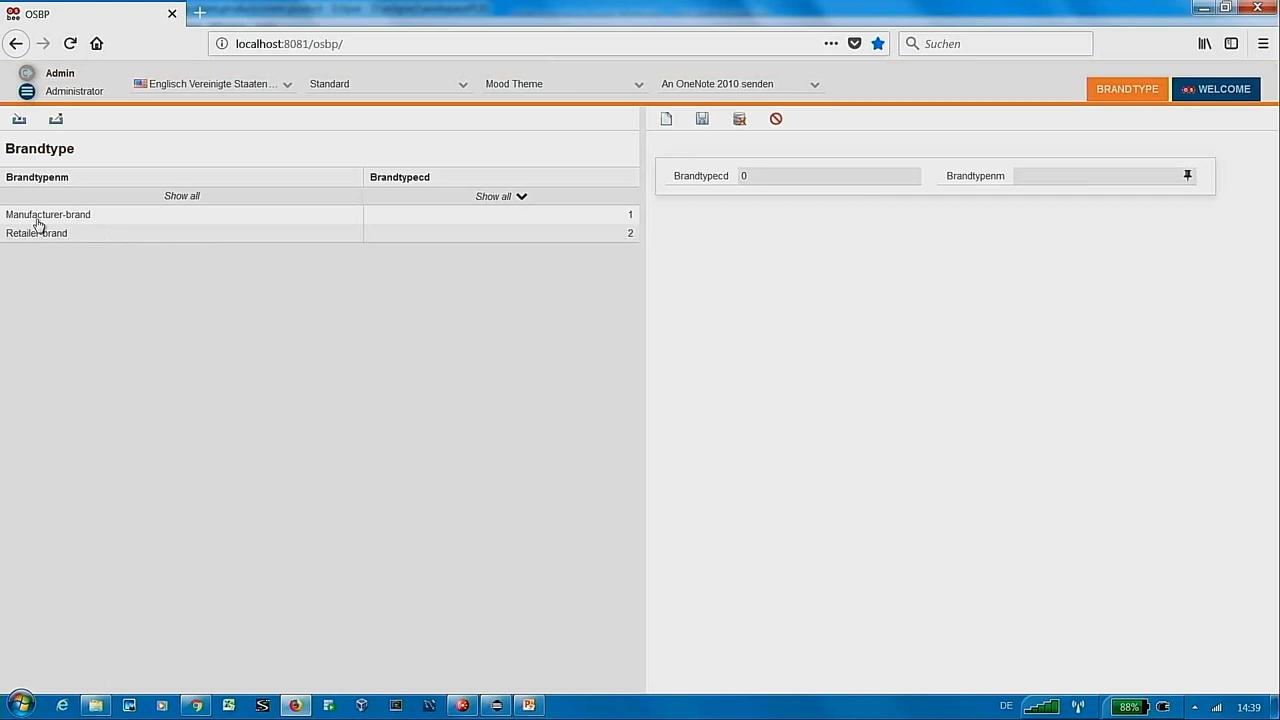 OSBP
localhost:8081/osbp/
Suchen
Admin
Administrator
Englisch Vereinigte Staaten ...
Standard
Mood Theme
An OneNote 2010 senden
BRANDTYPE
WELCOME
Brandtype
Brandtypenm Brandtypecd
Show all Show all
Manufacturer-brand 1
Retailer-brand 2
Brandtypecd 0 Brandtypenm
DE 88% 14:39